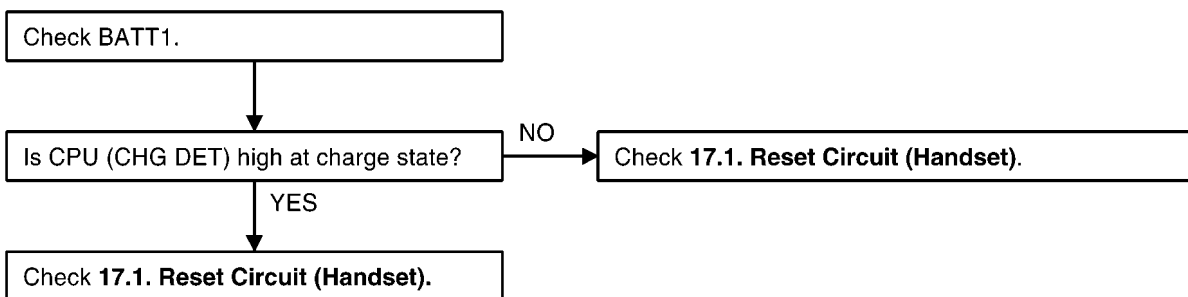 Check BATT1.
Is CPU (CHG DET) high at charge state?
NO
Check 17.1. Reset Circuit (Handset).
YES
Check 17.1. Reset Circuit (Handset).